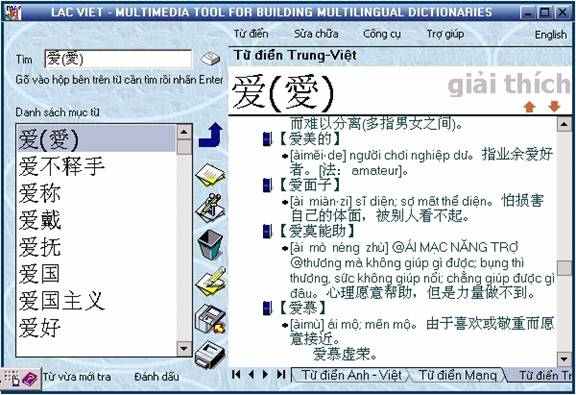 LAC VIET - MULTIMEDIA TOOL FOR BUILDING MULTILINGUAL DICTIONARIES
Từ điển Sửa chữa Công cụ Trợ giúp English
Tìm 爱(愛)
Gõ vào hộp bên trên từ cần tìm rồi nhấn Enter
Danh sách mục từ
爱(愛)
爱不释手
爱称
爱戴
爱抚
爱国
爱国主义
爱好
Từ vừa mới tra Đánh dấu
Từ điển Trung-Việt
爱(愛) giải thích
而难以分离(多指男女之间)。
【爱美的】
[àiměi·de] người chơi nghiệp dư。指业余爱好
者。[法： amateur]。
【爱面子】
[ài miàn·zi] sĩ diện; sợ mất thể diện。怕损害
自己的体面，被别人看不起。
【爱莫能助】
[ài mò néng zhù] @ÁI MẠC NĂNG TRỢ
@thương mà không giúp gì được; bụng thì
thương, sức không giúp nổi; chẳng giúp được gì
đâu。心理愿意帮助，但是力量做不到。
【爱慕】
[àimù] ái mộ; mến mộ。由于喜欢或敬重而愿
意接近。
爱慕虚荣。
Từ điển Anh - Việt Từ điển Mạng Từ điển Tr